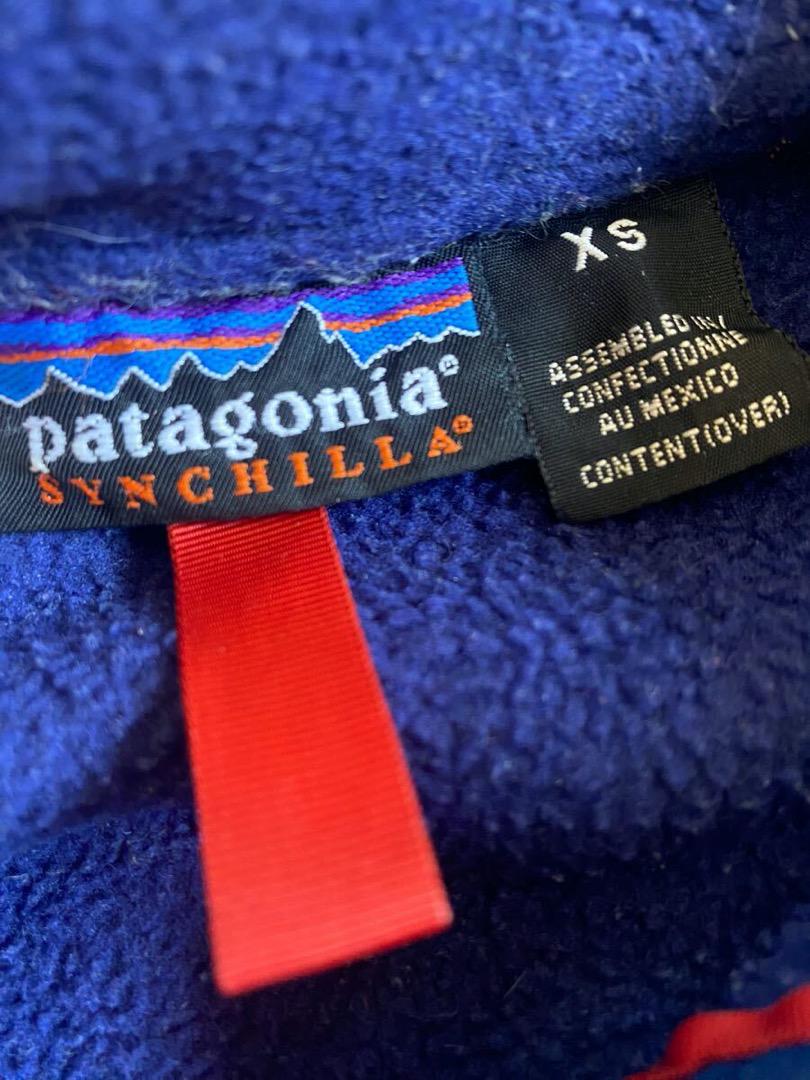 patagonia®
SYNCHILLA®
XS
ASSEMBLED IN/
CONFECTIONNE
AU MEXICO
CONTENT(OVER)